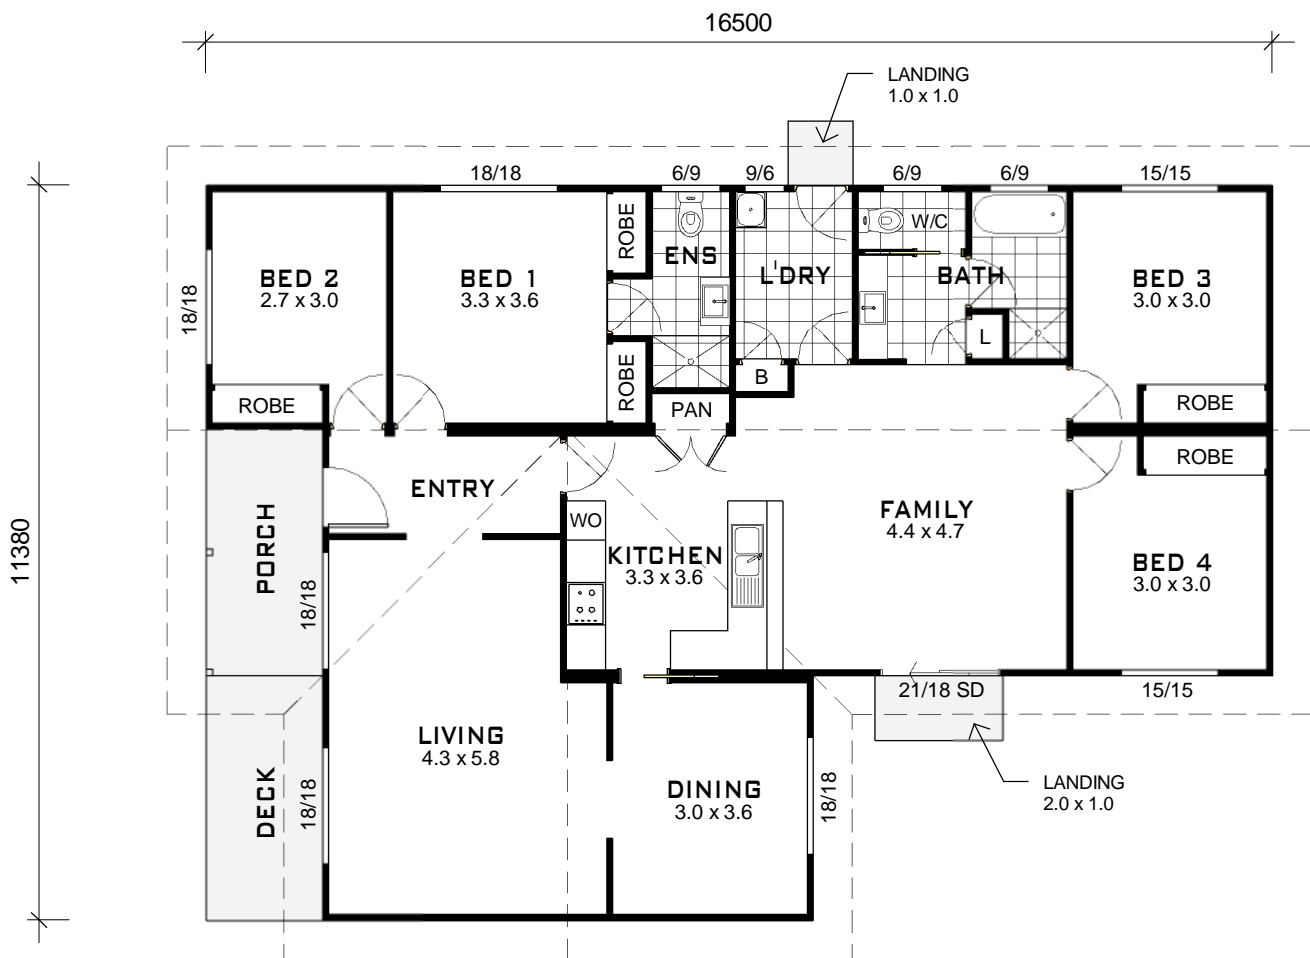 16500
LANDING
1.0 x 1.0
18/18
6/9
9/6
6/9
6/9
15/15
ROBE
W/C
ENS
L'DRY
BATH
BED 2
2.7 x 3.0
BED 1
3.3 x 3.6
BED 3
3.0 x 3.0
18/18
L
ROBE
B
ROBE
PAN
ROBE
ROBE
ENTRY
WO
FAMILY
4.4 x 4.7
11380
PORCH
18/18
KITCHEN
3.3 x 3.6
BED 4
3.0 x 3.0
21/18 SD
15/15
LIVING
4.3 x 5.8
DECK
18/18
DINING
3.0 x 3.6
18/18
LANDING
2.0 x 1.0